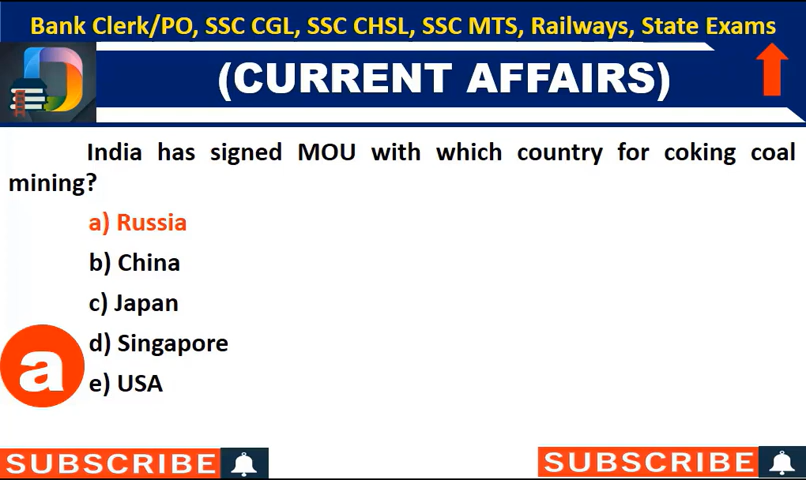 Bank Clerk/PO, SSC CGL, SSC CHSL, SSC MTS, Railways, State Exams
(CURRENT AFFAIRS)
India has signed MOU with which country for coking coal
mining?
a) Russia
b) China
c) Japan
d) Singapore
a
e) USA
SUBSCRIBE
SUBSCRIBE